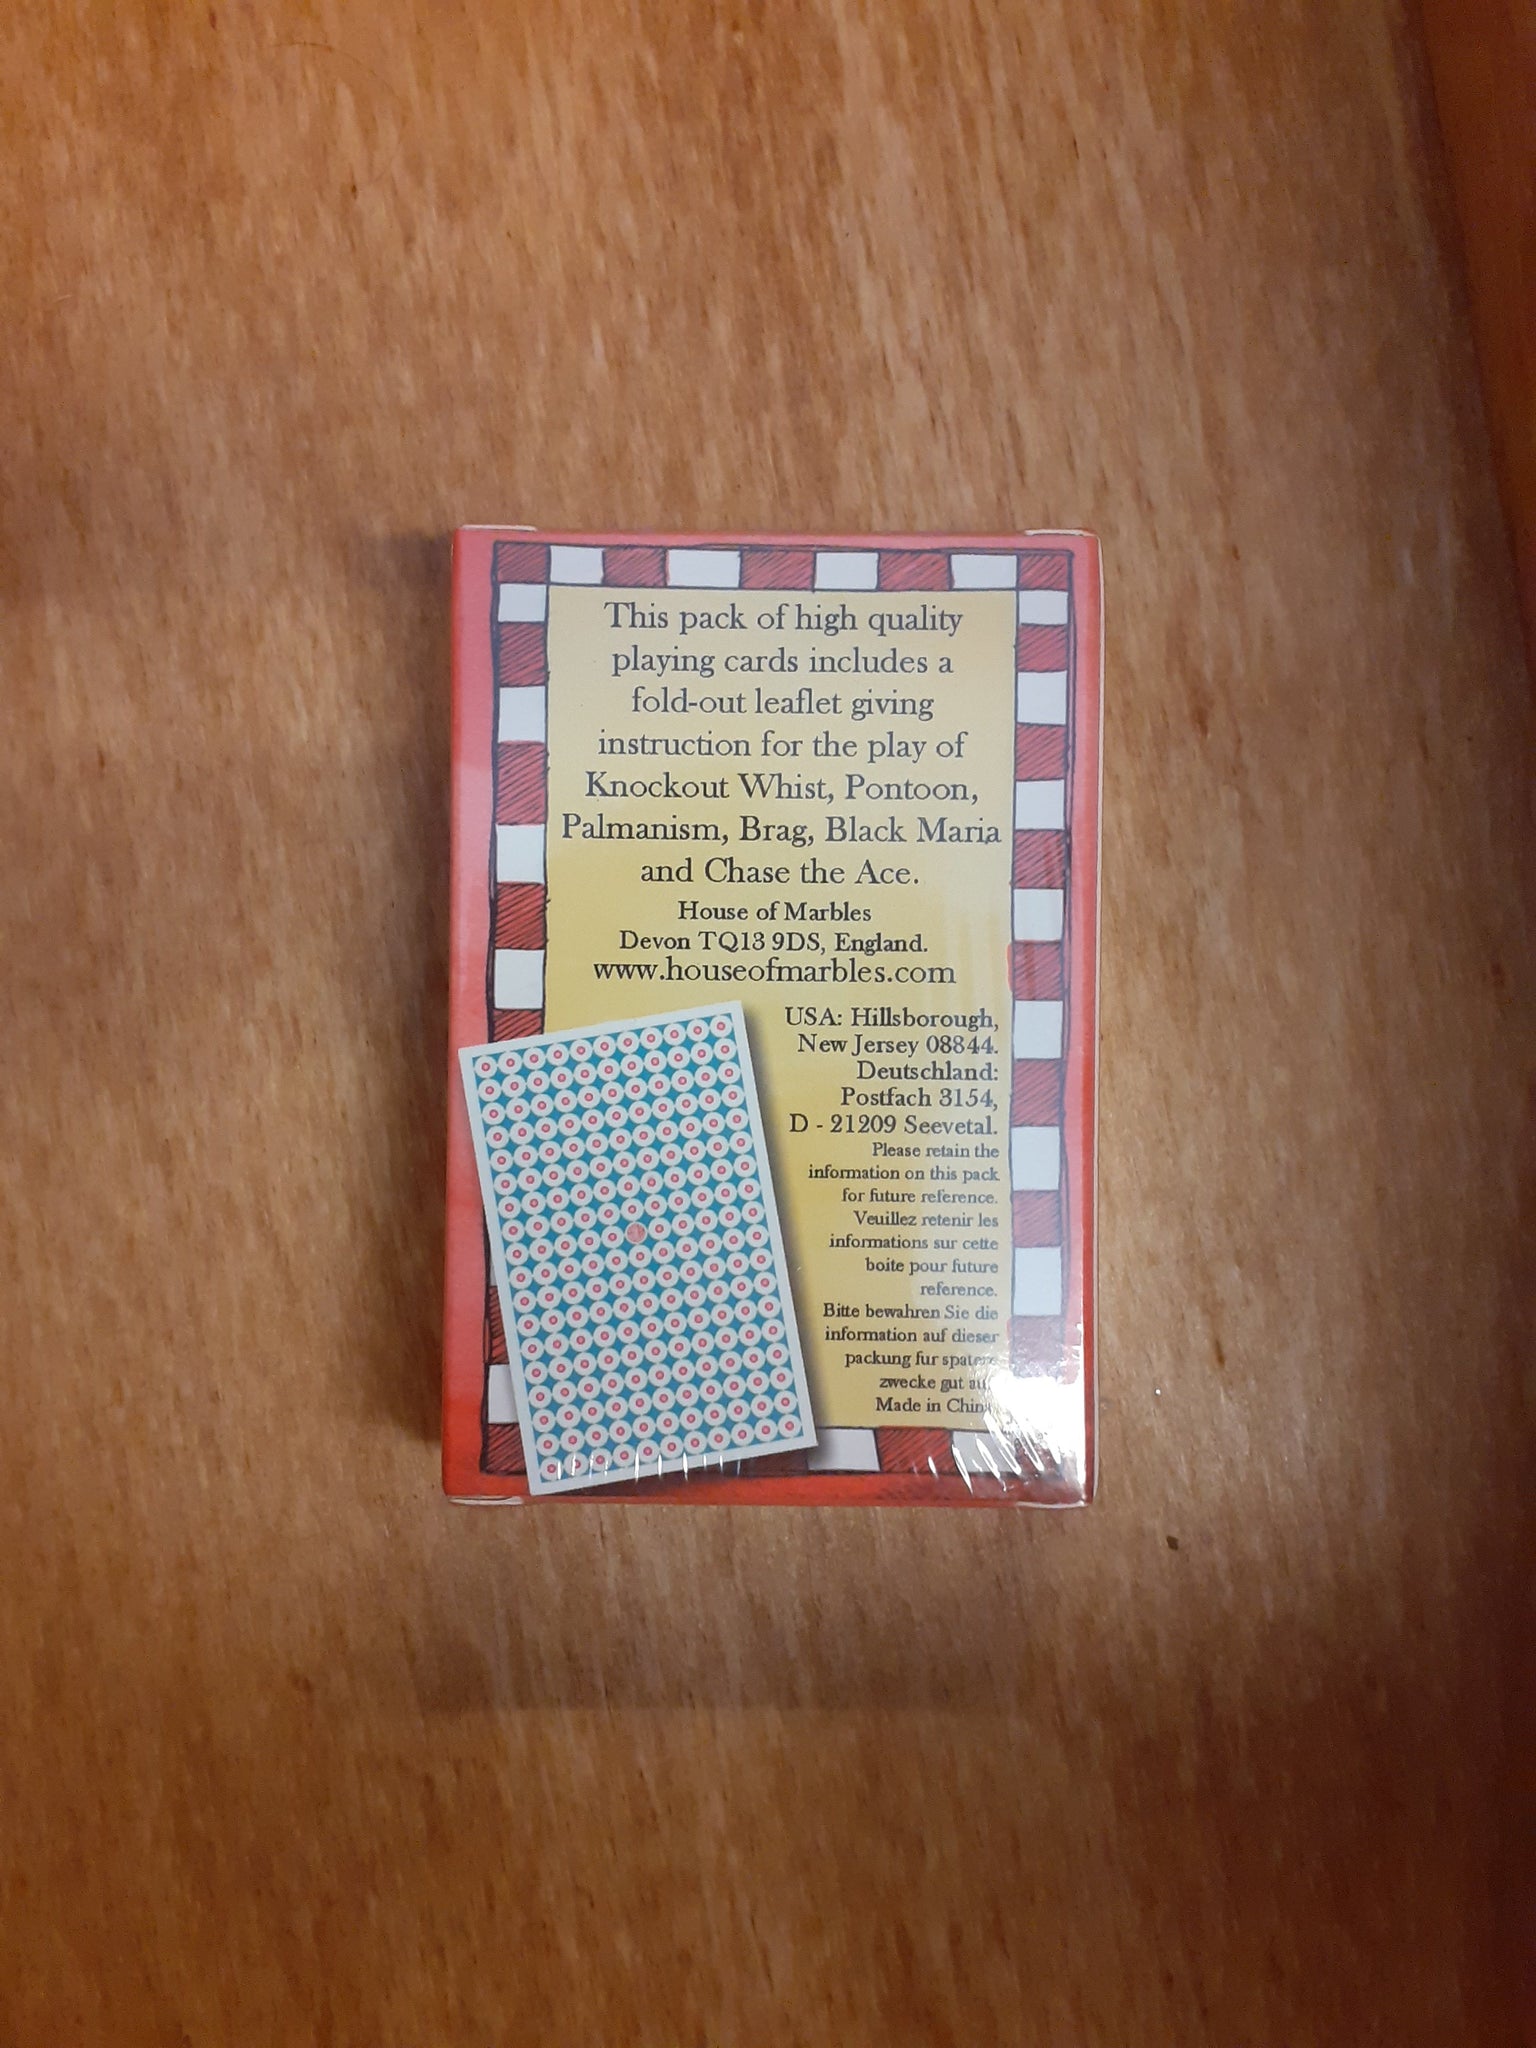 This pack of high quality
playing cards includes a
fold-out leaflet giving
instruction for the play of
Knockout Whist, Pontoon,
Palmanism, Brag, Black Maria
and Chase the Ace.
House of Marbles
Devon TQ13 9DS, England.
www.houseofmarbles.com
USA: Hillsborough,
New Jersey 08844.
Deutschland:
Postfach 3154,
D - 21209 Seevetal.
Please retain the
information on this pack
for future reference.
Veuillez retenir les
informations sur cette
boite pour future
reference.
Bitte bewahren Sie die
information auf dieser
packung fur spatere
zwecke gut
Made in China